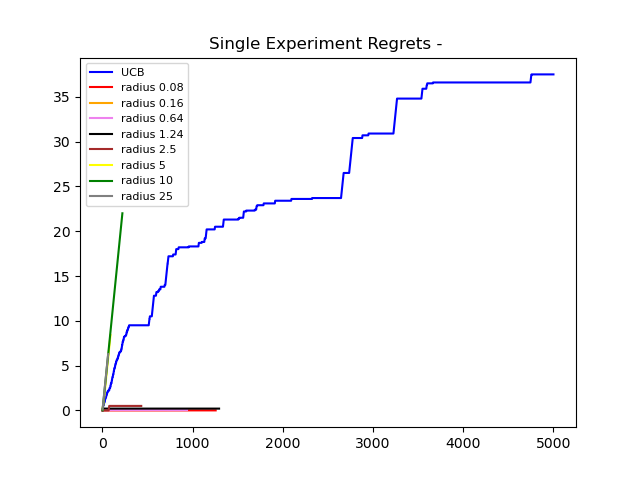 Single Experiment Regrets -
UCB
radius 0.08
radius 0.16
radius 0.64
radius 1.24
radius 2.5
radius 5
radius 10
radius 25
35
30
25
20
15
10
5
0
0 1000 2000 3000 4000 5000